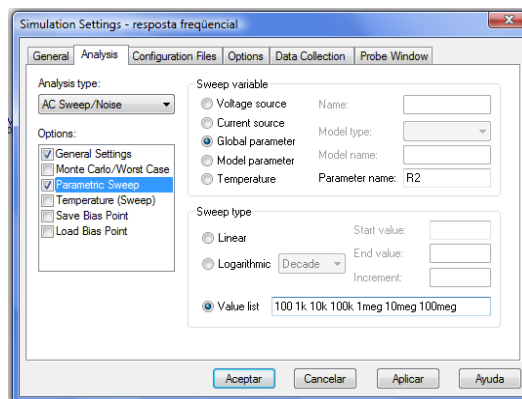 Simulation Settings - resposta freqüencial
General Analysis Configuration Files Options Data Collection Probe Window
Analysis type:
AC Sweep/Noise
Options:
General Settings
Monte Carlo/Worst Case
Parametric Sweep
Temperature (Sweep)
Save Bias Point
Load Bias Point
Sweep variable
Voltage source
Current source
Global parameter
Model parameter
Temperature
Name:
Model type:
Model name:
Parameter name: R2
Sweep type
Linear
Logarithmic Decade
Start value:
End value:
Increment:
Value list 100 1k 10k 100k 1meg 10meg 100meg
Aceptar Cancelar Aplicar Ayuda